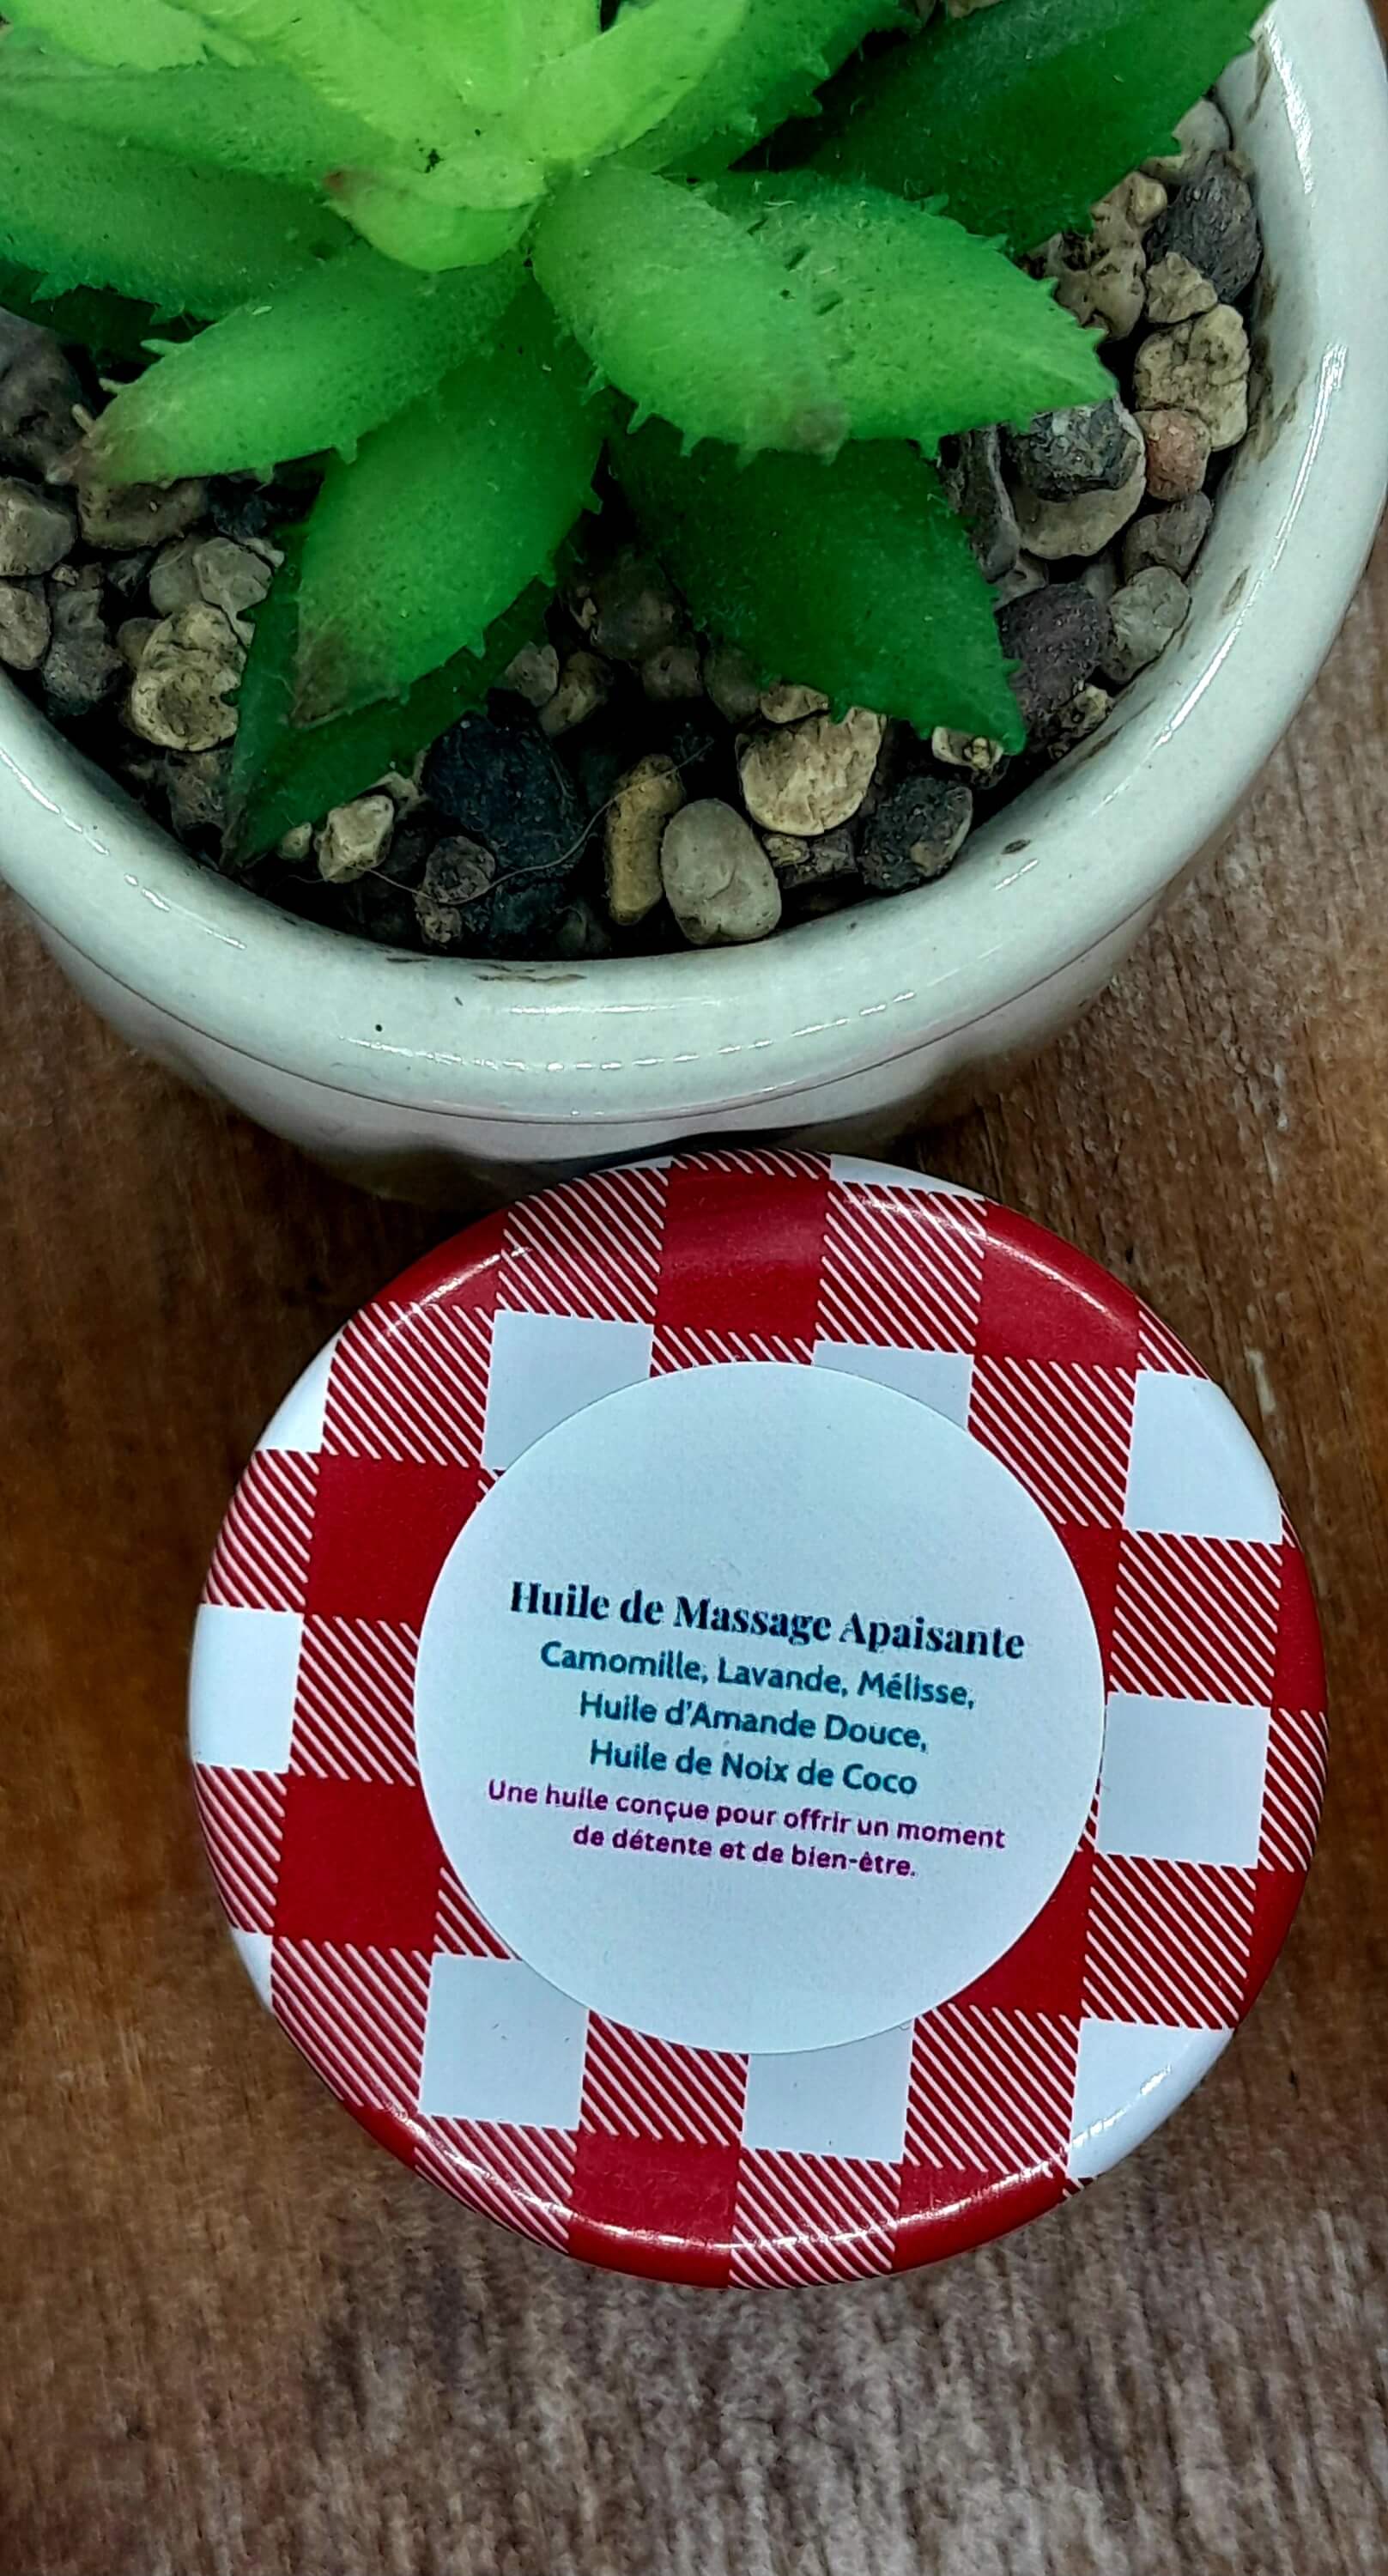 Huile de Massage Apaisante
Camomille, Lavande, Mélisse,
Huile d'Amande Douce,
Huile de Noix de Coco
Une huile conçue pour offrir un moment
de détente et de bien-être.